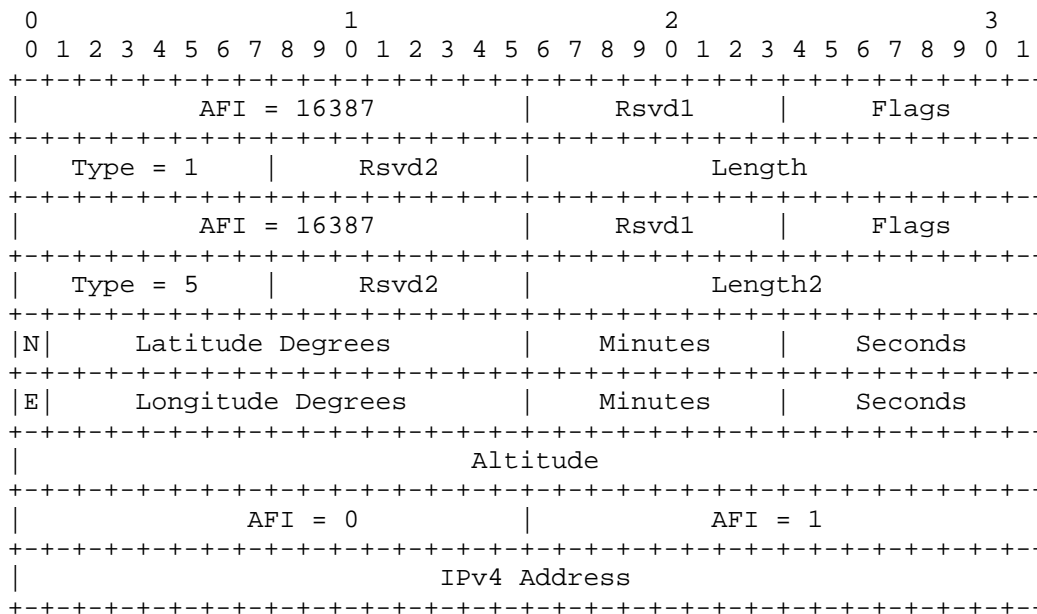 0                   1                   2                   3
 0 1 2 3 4 5 6 7 8 9 0 1 2 3 4 5 6 7 8 9 0 1 2 3 4 5 6 7 8 9 0 1
+-+-+-+-+-+-+-+-+-+-+-+-+-+-+-+-+-+-+-+-+-+-+-+-+-+-+-+-+-+-+-+-
|           AFI = 16387         |     Rsvd1     |     Flags
+-+-+-+-+-+-+-+-+-+-+-+-+-+-+-+-+-+-+-+-+-+-+-+-+-+-+-+-+-+-+-+-
|   Type = 1    |     Rsvd2     |           Length
+-+-+-+-+-+-+-+-+-+-+-+-+-+-+-+-+-+-+-+-+-+-+-+-+-+-+-+-+-+-+-+-
|           AFI = 16387         |     Rsvd1     |     Flags
+-+-+-+-+-+-+-+-+-+-+-+-+-+-+-+-+-+-+-+-+-+-+-+-+-+-+-+-+-+-+-+-
|   Type = 5    |     Rsvd2     |            Length2
+-+-+-+-+-+-+-+-+-+-+-+-+-+-+-+-+-+-+-+-+-+-+-+-+-+-+-+-+-+-+-+-
|N|     Latitude Degrees        |    Minutes    |    Seconds
+-+-+-+-+-+-+-+-+-+-+-+-+-+-+-+-+-+-+-+-+-+-+-+-+-+-+-+-+-+-+-+-
|E|     Longitude Degrees       |    Minutes    |    Seconds
+-+-+-+-+-+-+-+-+-+-+-+-+-+-+-+-+-+-+-+-+-+-+-+-+-+-+-+-+-+-+-+-
|                            Altitude
+-+-+-+-+-+-+-+-+-+-+-+-+-+-+-+-+-+-+-+-+-+-+-+-+-+-+-+-+-+-+-+-
|              AFI = 0          |           AFI = 1
+-+-+-+-+-+-+-+-+-+-+-+-+-+-+-+-+-+-+-+-+-+-+-+-+-+-+-+-+-+-+-+-
|                          IPv4 Address
+-+-+-+-+-+-+-+-+-+-+-+-+-+-+-+-+-+-+-+-+-+-+-+-+-+-+-+-+-+-+-+-